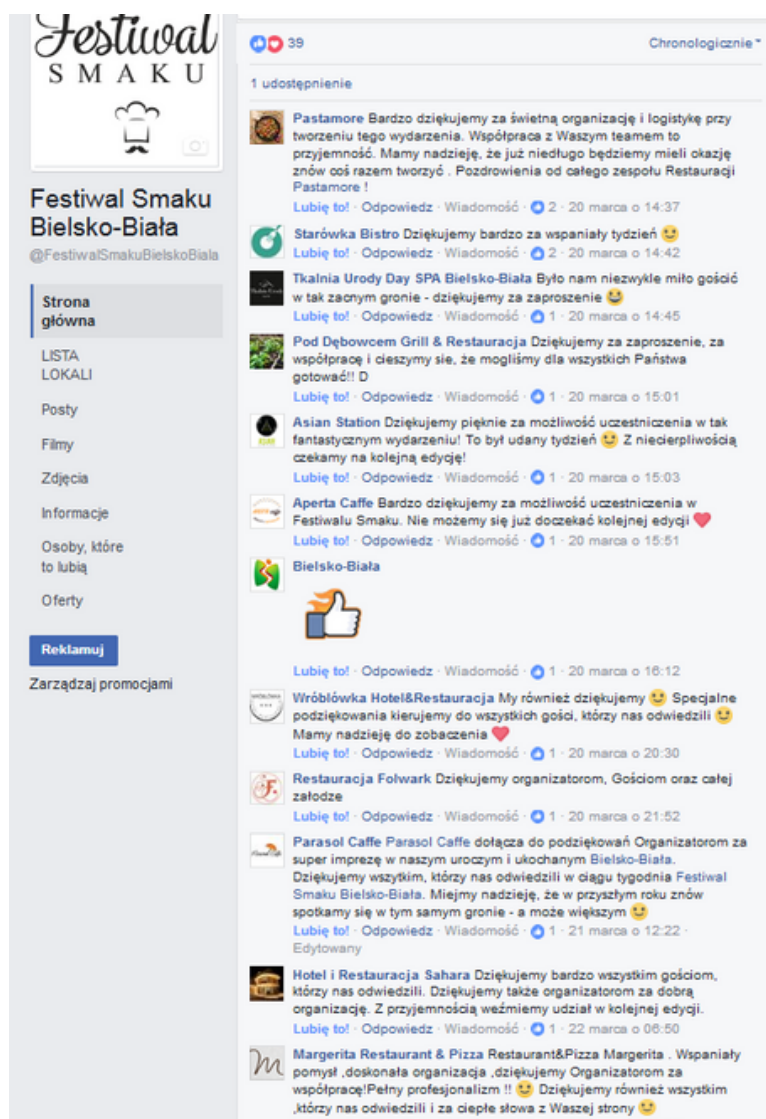 Festiwal
SMAKU
Festiwal Smaku
Bielsko-Biała
@FestiwalSmakuBielskoBiala
Strona
główna
LISTA
LOKALI
Posty
Filmy
Zdjęcia
Informacje
Osoby, które
to lubią
Oferty
Reklamuj
Zarządzaj promocjami
39
Chronologicznie
1 udostępnienie
Pastamore Bardzo dziękujemy za świetną organizację i logistykę przy
tworzeniu tego wydarzenia. Współpraca z Waszym teamem to
przyjemność. Mamy nadzieję, że już niedługo będziemy mieli okazję
znów coś razem tworzyć . Pozdrowienia od całego zespołu Restauracji
Pastamore !
Lubię to! · Odpowiedz · Wiadomość · 2 · 20 marca o 14:37
Starówka Bistro Dziękujemy bardzo za wspaniały tydzień 🙂
Lubię to! · Odpowiedz · Wiadomość · 2 · 20 marca o 14:42
Tkalnia Urody Day SPA Bielsko-Biała Było nam niezwykle miło gościć
w tak zacnym gronie - dziękujemy za zaproszenie 😀
Lubię to! · Odpowiedz · Wiadomość · 1 · 20 marca o 14:45
Pod Dębowcem Grill & Restauracja Dziękujemy za zaproszenie, za
współpracę i cieszymy sie, że mogliśmy dla wszystkich Państwa
gotować!! D
Lubię to! · Odpowiedz · Wiadomość · 1 · 20 marca o 15:01
Asian Station Dziękujemy pięknie za możliwość uczestniczenia w tak
fantastycznym wydarzeniu! To był udany tydzień 🙂 Z niecierpliwością
czekamy na kolejną edycję!
Lubię to! · Odpowiedz · Wiadomość · 1 · 20 marca o 15:03
Aperta Caffe Bardzo dziękujemy za możliwość uczestniczenia w
Festiwalu Smaku. Nie możemy się już doczekać kolejnej edycji ❤
Lubię to! · Odpowiedz · Wiadomość · 1 · 20 marca o 15:51
Bielsko-Biała
Lubię to! · Odpowiedz · Wiadomość · 1 · 20 marca o 16:12
Wróblówka Hotel&Restauracja My również dziękujemy 🙂 Specjalne
podziękowania kierujemy do wszystkich gości, którzy nas odwiedzili 🙂
Mamy nadzieję do zobaczenia ❤
Lubię to! · Odpowiedz · Wiadomość · 1 · 20 marca o 20:30
Restauracja Folwark Dziękujemy organizatorom, Gościom oraz całej
załodze
Lubię to! · Odpowiedz · Wiadomość · 1 · 20 marca o 21:52
Parasol Caffe Parasol Caffe dołącza do podziękowań Organizatorom za
super imprezę w naszym uroczym i ukochanym Bielsko-Biała.
Dziękujemy wszytkim, którzy nas odwiedzili w ciągu tygodnia Festiwal
Smaku Bielsko-Biała. Miejmy nadzieję, że w przyszłym roku znów
spotkamy się w tym samym gronie - a może większym 🙂
Lubię to! · Odpowiedz · Wiadomość · 1 · 21 marca o 12:22 ·
Edytowany
Hotel i Restauracja Sahara Dziękujemy bardzo wszystkim gościom,
którzy nas odwiedzili. Dziękujemy także organizatorom za dobrą
organizację. Z przyjemnością weźmiemy udział w kolejnej edycji.
Lubię to! · Odpowiedz · Wiadomość · 1 · 22 marca o 06:50
Margerita Restaurant & Pizza Restaurant&Pizza Margerita . Wspaniały
pomysł ,doskonała organizacja ,dziękujemy Organizatorom za
współpracę!Pełny profesjonalizm !! 🙂 Dziękujemy również wszystkim
,którzy nas odwiedzili i za ciepłe słowa z Waszej strony 🙂